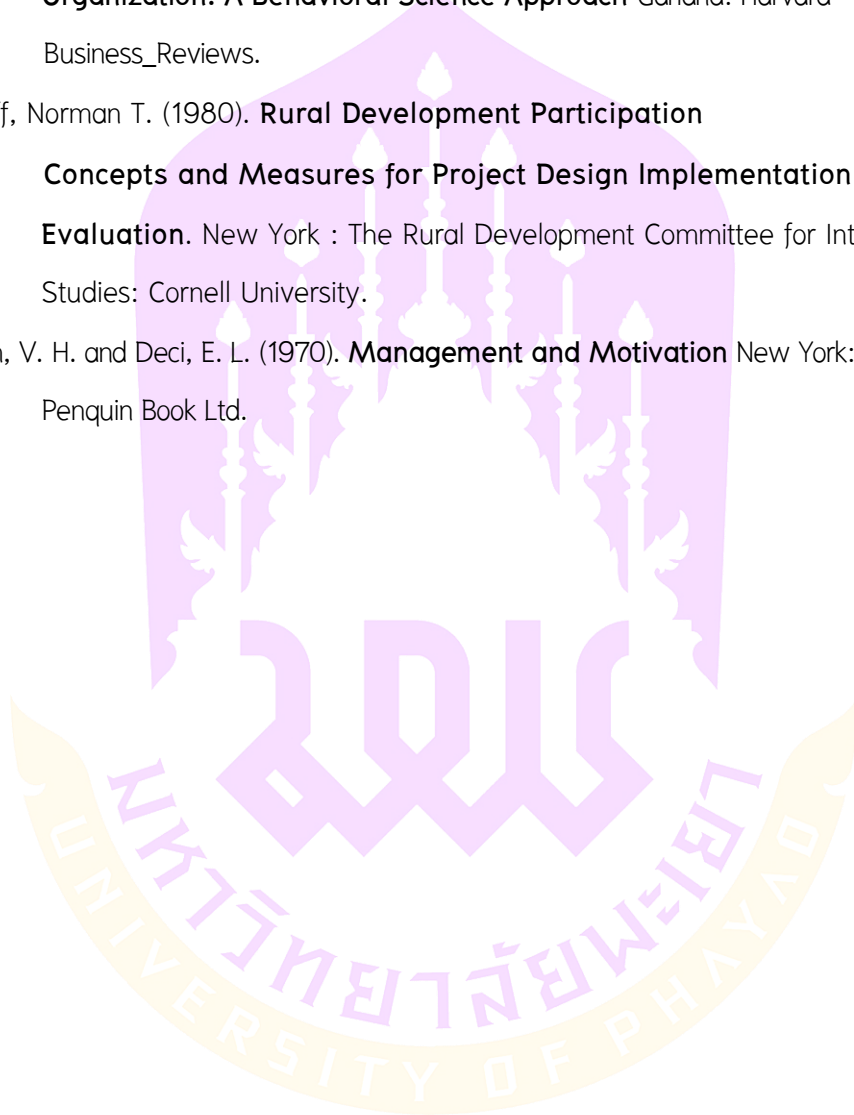 Organization: A Behavioral Science Approach Harvard
Business_Reviews.
ff, Norman T. (1980). Rural Development Participation
Concepts and Measures for Project Design Implementation
Evaluation. New York : The Rural Development Committee for Int
Studies: Cornell University.
, V. H. and Deci, E. L. (1970). Management and Motivation New York:
Penquin Book Ltd.
มหาวิทยาลัยพะเยา
UNIVERSITY OF PHAYAO